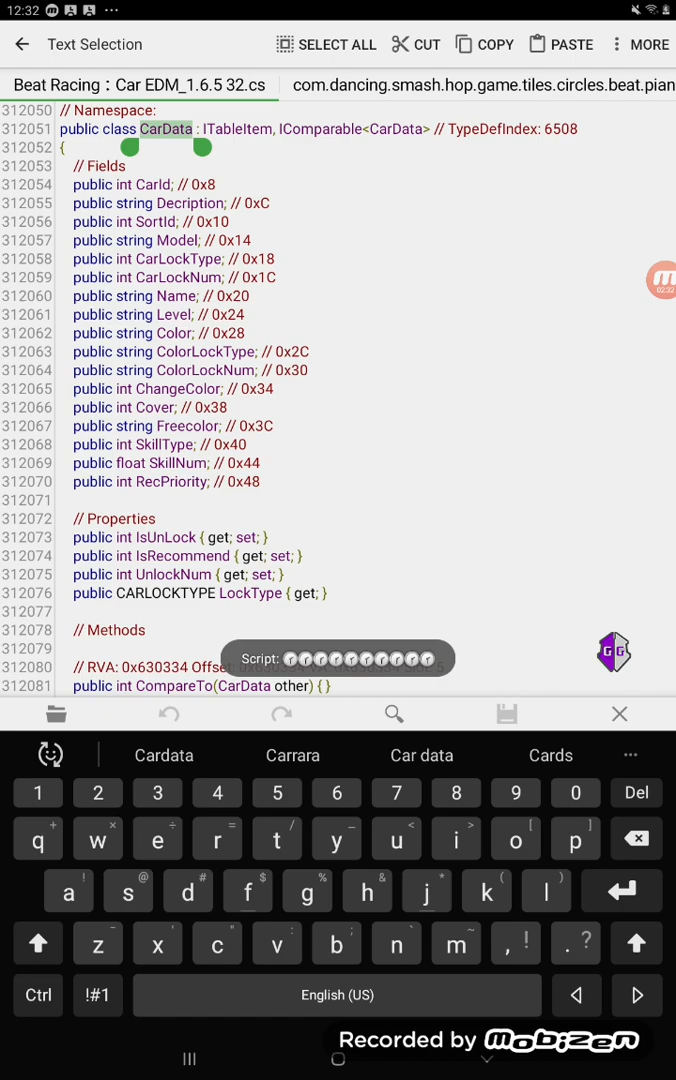 12:32
Text Selection
SELECT ALL
CUT
COPY
PASTE
MORE
Beat Racing : Car EDM_1.6.5 32.cs
com.dancing.smash.hop.game.tiles.circles.beat.pian
312050 // Namespace:
312051 public class CarData : ITableItem, IComparable<CarData> // TypeDefIndex: 6508
312052 {
312053 // Fields
312054 public int CarId; // 0x8
312055 public string Decription; // 0xC
312056 public int SortId; // 0x10
312057 public string Model; // 0x14
312058 public int CarLockType; // 0x18
312059 public int CarLockNum; // 0x1C
312060 public string Name; // 0x20
312061 public string Level; // 0x24
312062 public string Color; // 0x28
312063 public string ColorLockType; // 0x2C
312064 public string ColorLockNum; // 0x30
312065 public int ChangeColor; // 0x34
312066 public int Cover; // 0x38
312067 public string Freecolor; // 0x3C
312068 public int SkillType; // 0x40
312069 public float SkillNum; // 0x44
312070 public int RecPriority; // 0x48
312071
312072 // Properties
312073 public int IsUnLock { get; set; }
312074 public int IsRecommend { get; set; }
312075 public int UnlockNum { get; set; }
312076 public CARLOCKTYPE LockType { get; }
312077
312078 // Methods
312079
Script:
312080 // RVA: 0x630334 Offset:
312081 public int CompareTo(CarData other) { }
02:32
GG
Cardata
Carrara
Car data
Cards
1 2 3 4 5 6 7 8 9 0 Del
q w e r t y u i o p
a s d f g h j k l
z x c v b n m , ! . ?
Ctrl !#1 English (US)
Recorded by mobizen